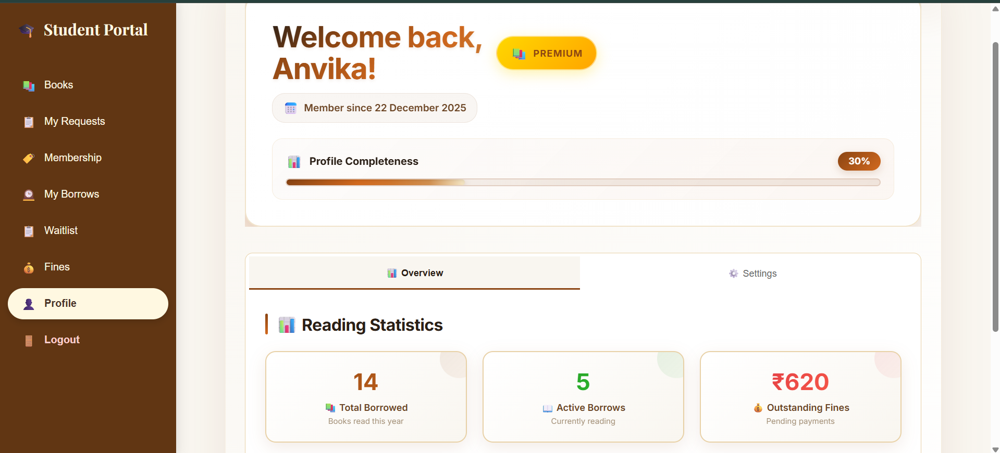 Student Portal
Books
My Requests
Membership
My Borrows
Waitlist
Fines
Profile
Logout
Welcome back,
Anvika!
PREMIUM
Member since 22 December 2025
Profile Completeness
30%
Overview
Settings
Reading Statistics
14
Total Borrowed
Books read this year
5
Active Borrows
Currently reading
₹620
Outstanding Fines
Pending payments